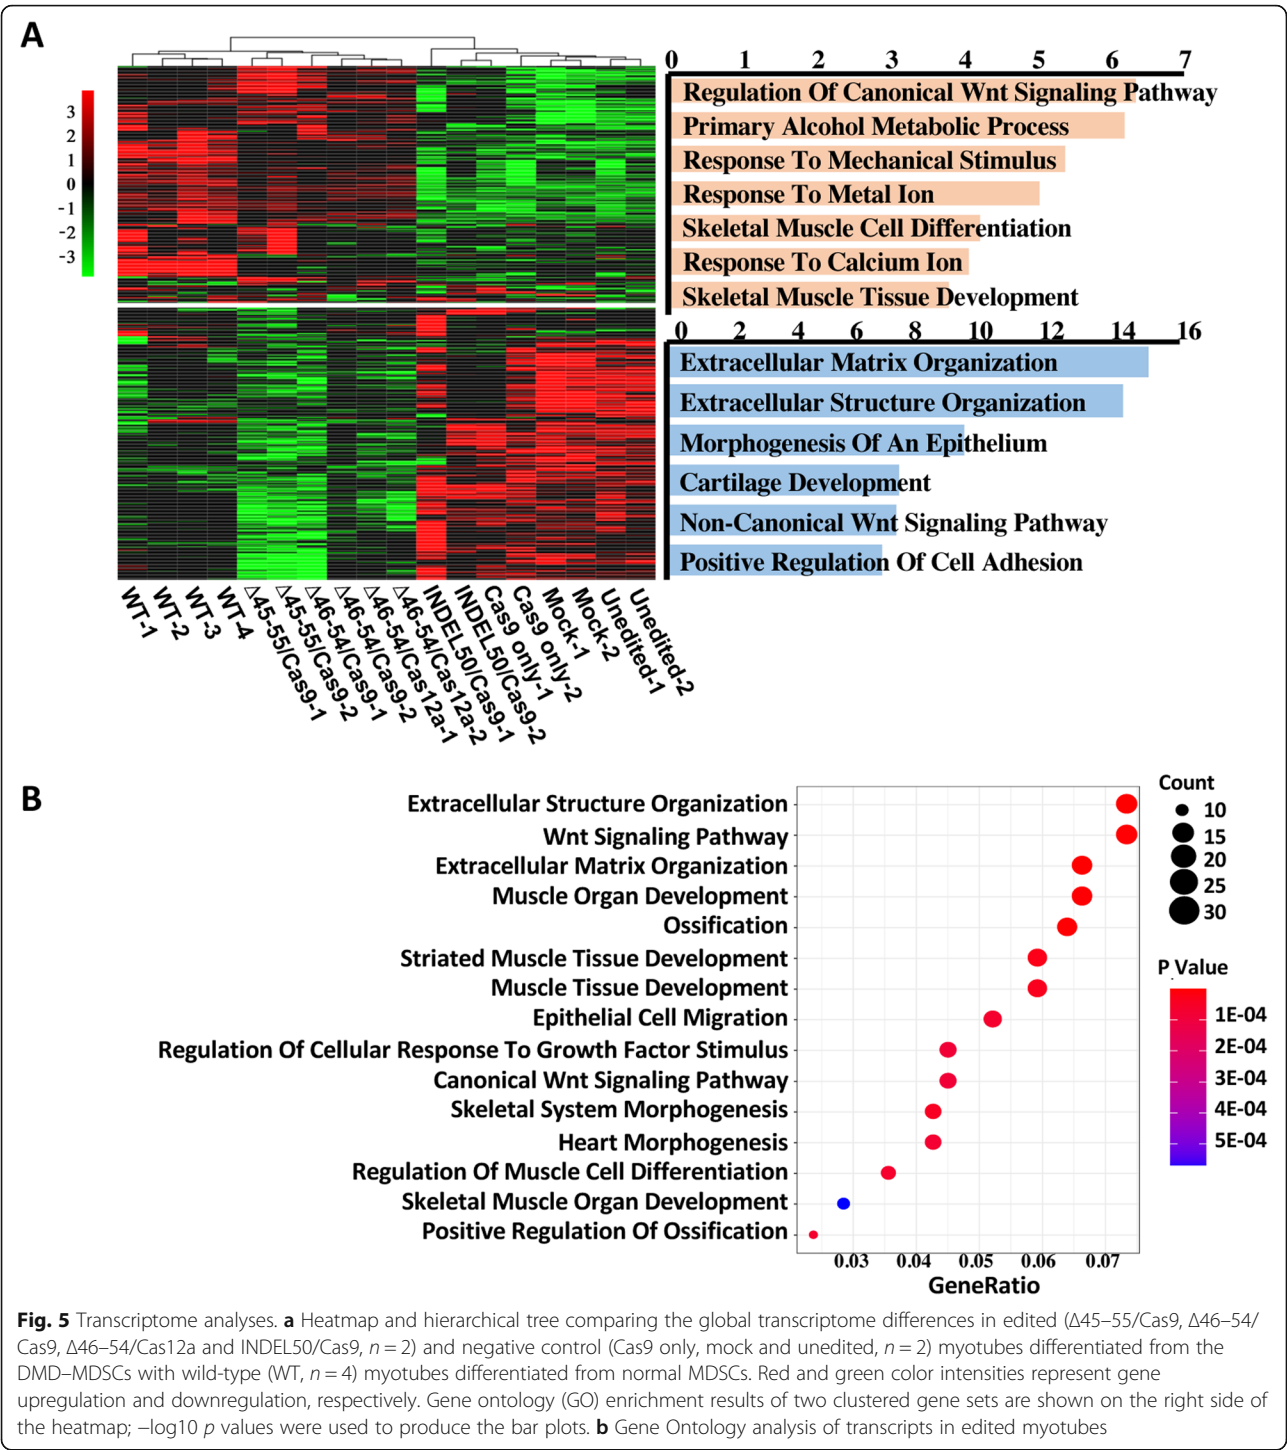 A
0 1 2 3 4 5 6 7
3
2
1
0
-1
-2
-3
Regulation Of Canonical Wnt Signaling Pathway
Primary Alcohol Metabolic Process
Response To Mechanical Stimulus
Response To Metal Ion
Skeletal Muscle Cell Differentiation
Response To Calcium Ion
Skeletal Muscle Tissue Development
0 2 4 6 8 10 12 14 16
Extracellular Matrix Organization
Extracellular Structure Organization
Morphogenesis Of An Epithelium
Cartilage Development
Non-Canonical Wnt Signaling Pathway
Positive Regulation Of Cell Adhesion
WT-1
WT-2
WT-3
WT-4
Δ45-55/Cas9-1
Δ45-55/Cas9-2
Δ46-54/Cas9-1
Δ46-54/Cas9-2
Δ46-54/Cas12a-1
Δ46-54/Cas12a-2
INDEL50/Cas9-1
INDEL50/Cas9-2
Cas9 only-1
Cas9 only-2
Mock-1
Mock-2
Unedited-1
Unedited-2
B
Extracellular Structure Organization
Wnt Signaling Pathway
Extracellular Matrix Organization
Muscle Organ Development
Ossification
Striated Muscle Tissue Development
Muscle Tissue Development
Epithelial Cell Migration
Regulation Of Cellular Response To Growth Factor Stimulus
Canonical Wnt Signaling Pathway
Skeletal System Morphogenesis
Heart Morphogenesis
Regulation Of Muscle Cell Differentiation
Skeletal Muscle Organ Development
Positive Regulation Of Ossification
0.03 0.04 0.05 0.06 0.07
GeneRatio
Count
10
15
20
25
30
P Value
1E-04
2E-04
3E-04
4E-04
5E-04
Fig. 5 Transcriptome analyses. a Heatmap and hierarchical tree comparing the global transcriptome differences in edited (Δ45–55/Cas9, Δ46–54/
Cas9, Δ46–54/Cas12a and INDEL50/Cas9, n = 2) and negative control (Cas9 only, mock and unedited, n = 2) myotubes differentiated from the
DMD–MDSCs with wild-type (WT, n = 4) myotubes differentiated from normal MDSCs. Red and green color intensities represent gene
upregulation and downregulation, respectively. Gene ontology (GO) enrichment results of two clustered gene sets are shown on the right side of
the heatmap; −log10 p values were used to produce the bar plots. b Gene Ontology analysis of transcripts in edited myotubes